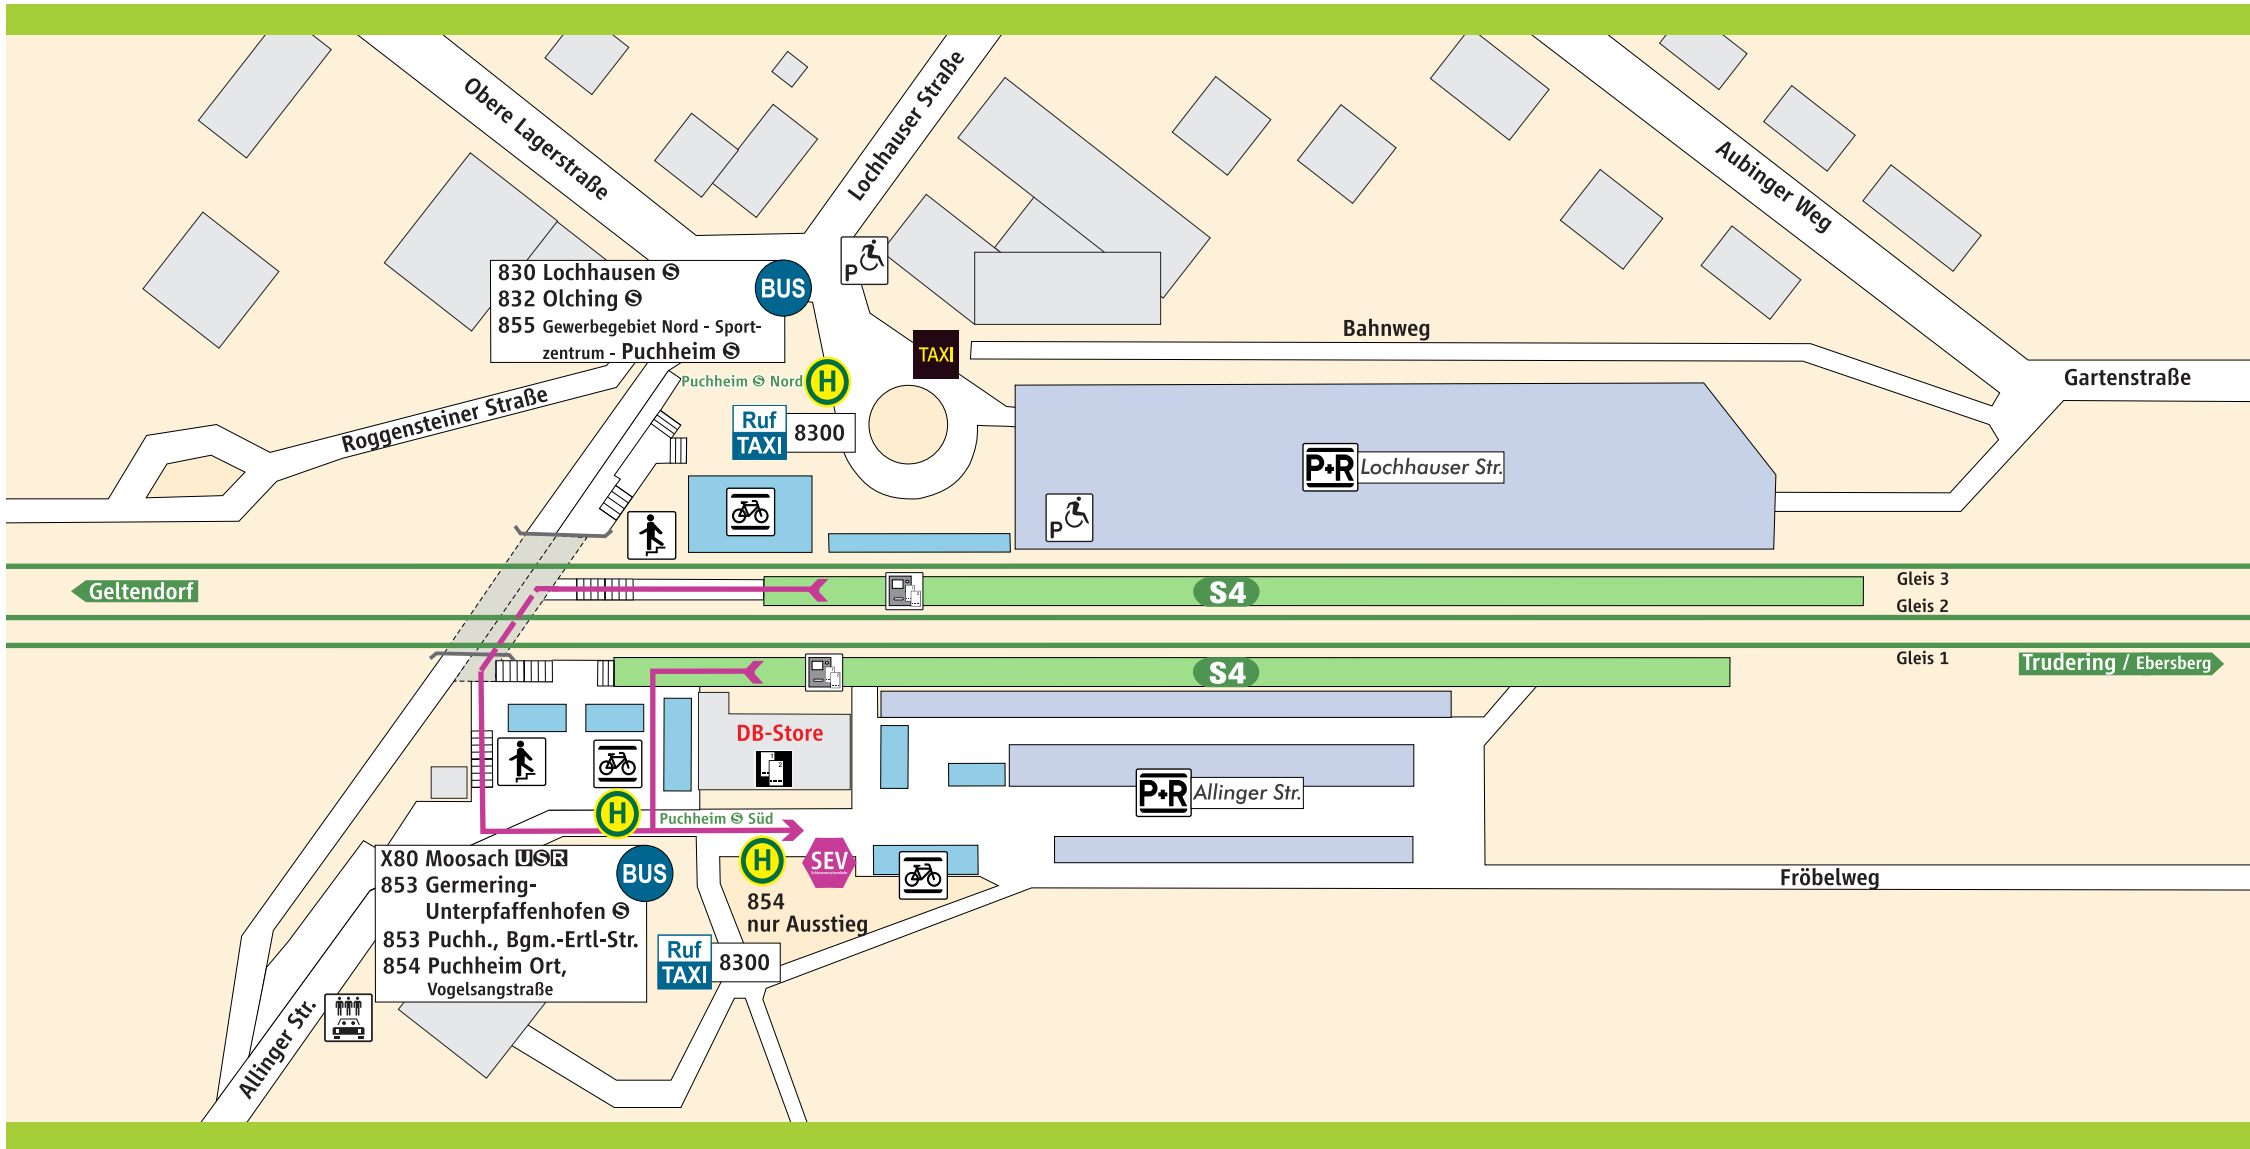 Obere Lagerstraße
Lochhauser Straße
Aubinger Weg
P
830 Lochhausen S
832 Olching S
855 Gewerbegebiet Nord - Sport-
zentrum - Puchheim S
BUS
TAXI
Bahnweg
Gartenstraße
Puchheim S Nord
H
Roggensteiner Straße
Ruf
TAXI
8300
P+R Lochhauser Str.
P
Geltendorf
S4
Gleis 3
Gleis 2
S4
Gleis 1
Trudering / Ebersberg
DB-Store
1
2
P+R Allinger Str.
H
Puchheim S Süd
X80 Moosach U S R
853 Germering-
Unterpfaffenhofen S
853 Puchh., Bgm.-Ertl-Str.
854 Puchheim Ort,
Vogelsangstraße
BUS
H
SEV
854
nur Ausstieg
Fröbelweg
Ruf
TAXI
8300
Allinger Str.